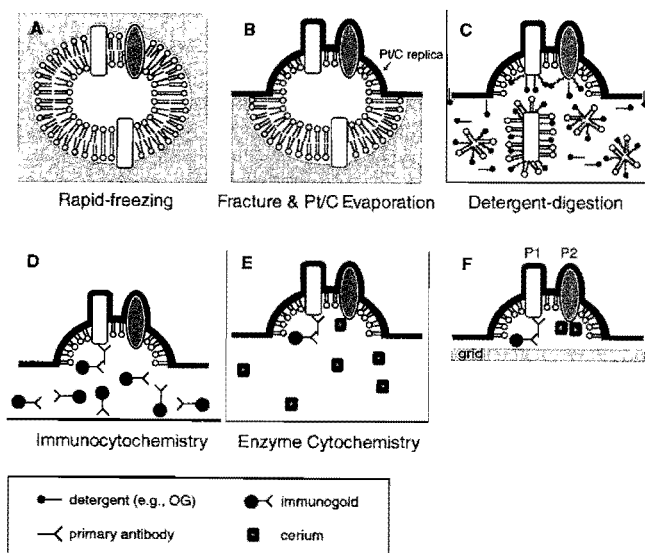 A
B
Pt/C replica
C
Rapid-freezing
Fracture & Pt/C Evaporation
Detergent-digestion
D
E
F
P1 P2
grid
Immunocytochemistry
Enzyme Cytochemistry
detergent (e.g., OG)
immunogold
primary antibody
cerium